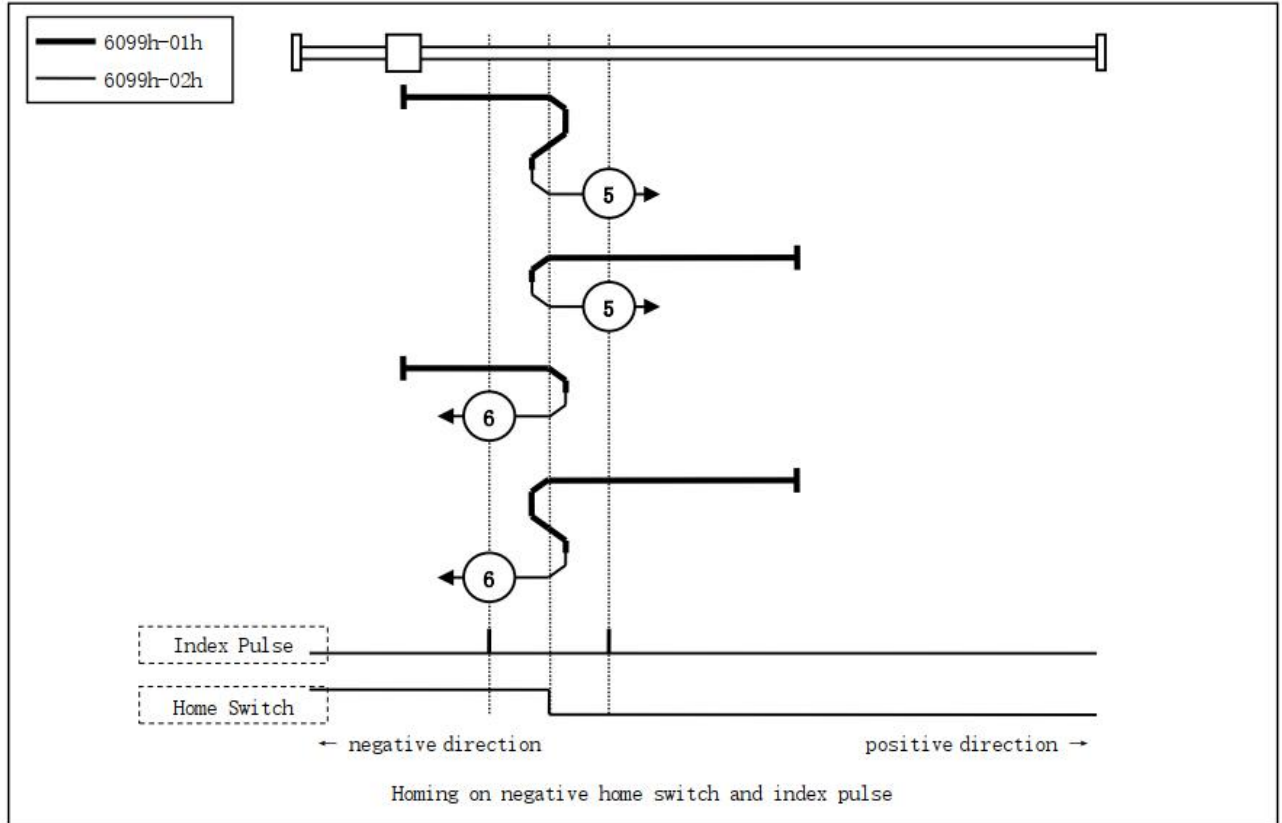 6099h-01h
6099h-02h
5
5
6
6
Index Pulse
Home Switch
← negative direction
positive direction →
Homing on negative home switch and index pulse